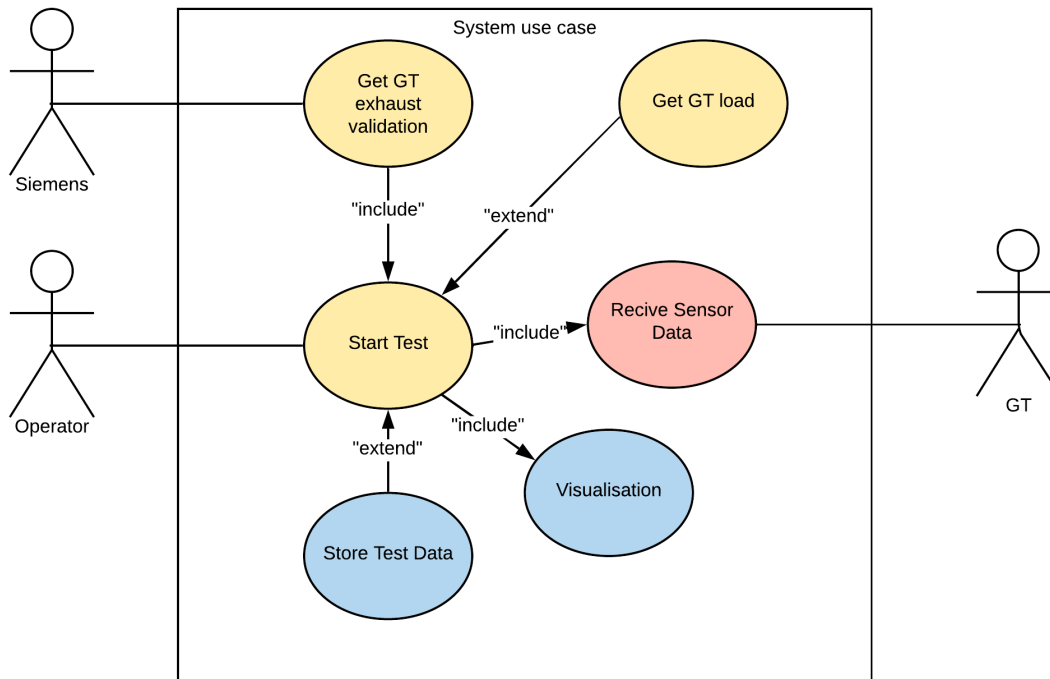 System use case
Get GT
exhaust
validation
Get GT load
Siemens
"include"
"extend"
Recive Sensor
Data
Start Test
"include"
GT
Operator
"include"
"extend"
Visualisation
Store Test Data